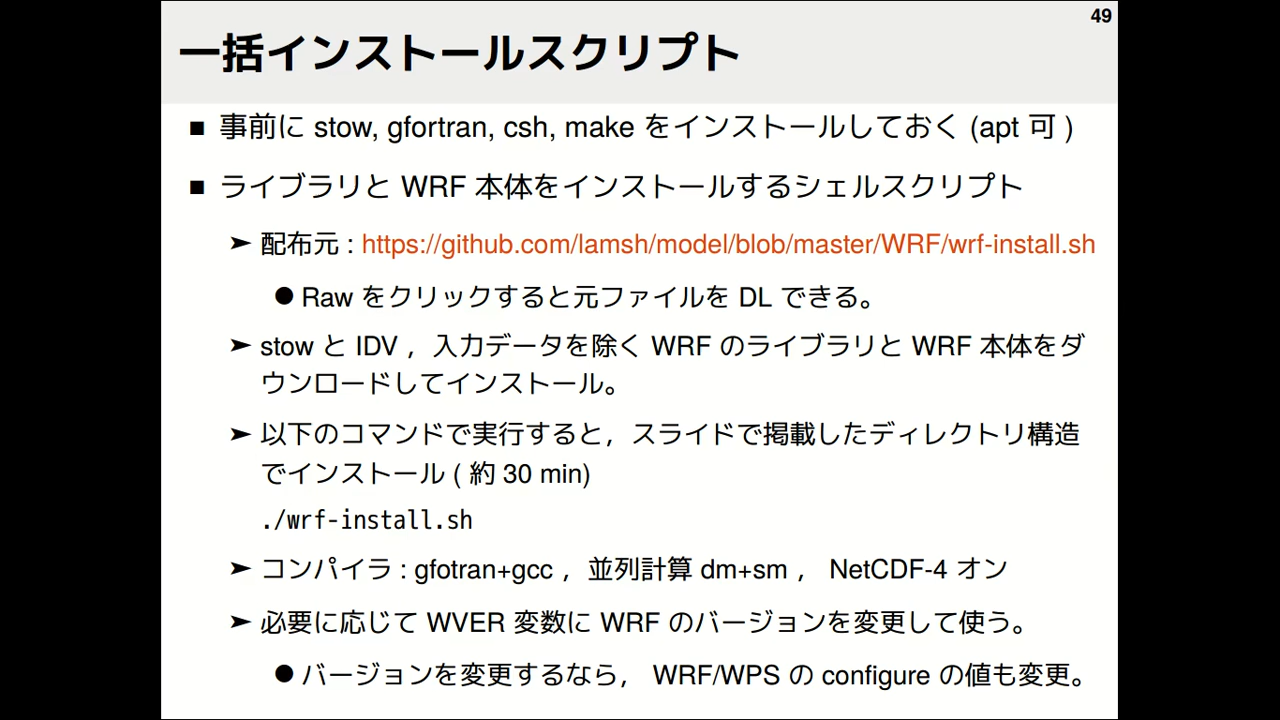 49
一括インストールスクリプト
■ 事前に stow, gfortran, csh, make をインストールしておく (apt 可 )
■ ライブラリと WRF 本体をインストールするシェルスクリプト
➤ 配布元 : https://github.com/lamsh/model/blob/master/WRF/wrf-install.sh
● Raw をクリックすると元ファイルを DL できる。
➤ stow と IDV ，入力データを除く WRF のライブラリと WRF 本体をダ
ウンロードしてインストール。
➤ 以下のコマンドで実行すると，スライドで掲載したディレクトリ構造
でインストール ( 約 30 min)
./wrf-install.sh
➤ コンパイラ : gfotran+gcc ，並列計算 dm+sm ， NetCDF-4 オン
➤ 必要に応じて WVER 変数に WRF のバージョンを変更して使う。
● バージョンを変更するなら， WRF/WPS の configure の値も変更。